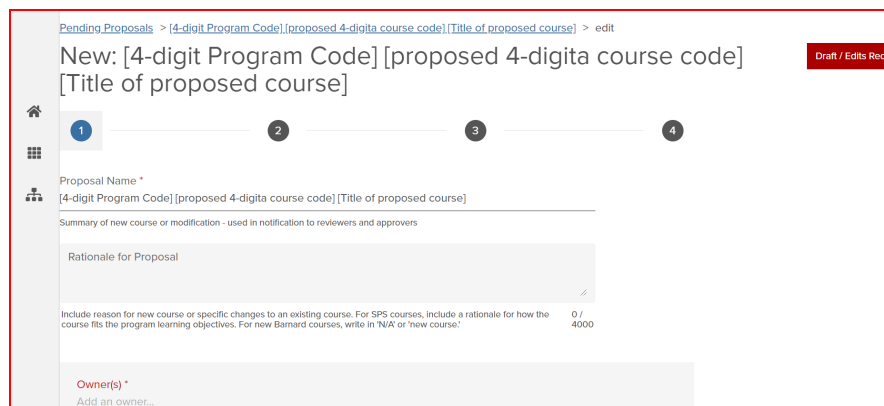 Pending Proposals > [4-digit Program Code] [proposed 4-digita course code] [Title of proposed course] > edit
New: [4-digit Program Code] [proposed 4-digita course code]
[Title of proposed course]
Draft / Edits Rec
1 2 3 4
Proposal Name *
[4-digit Program Code] [proposed 4-digita course code] [Title of proposed course]
Summary of new course or modification - used in notification to reviewers and approvers
Rationale for Proposal
Include reason for new course or specific changes to an existing course. For SPS courses, include a rationale for how the 0 /
course fits the program learning objectives. For new Barnard courses, write in 'N/A' or 'new course.' 4000
Owner(s) *
Add an owner...